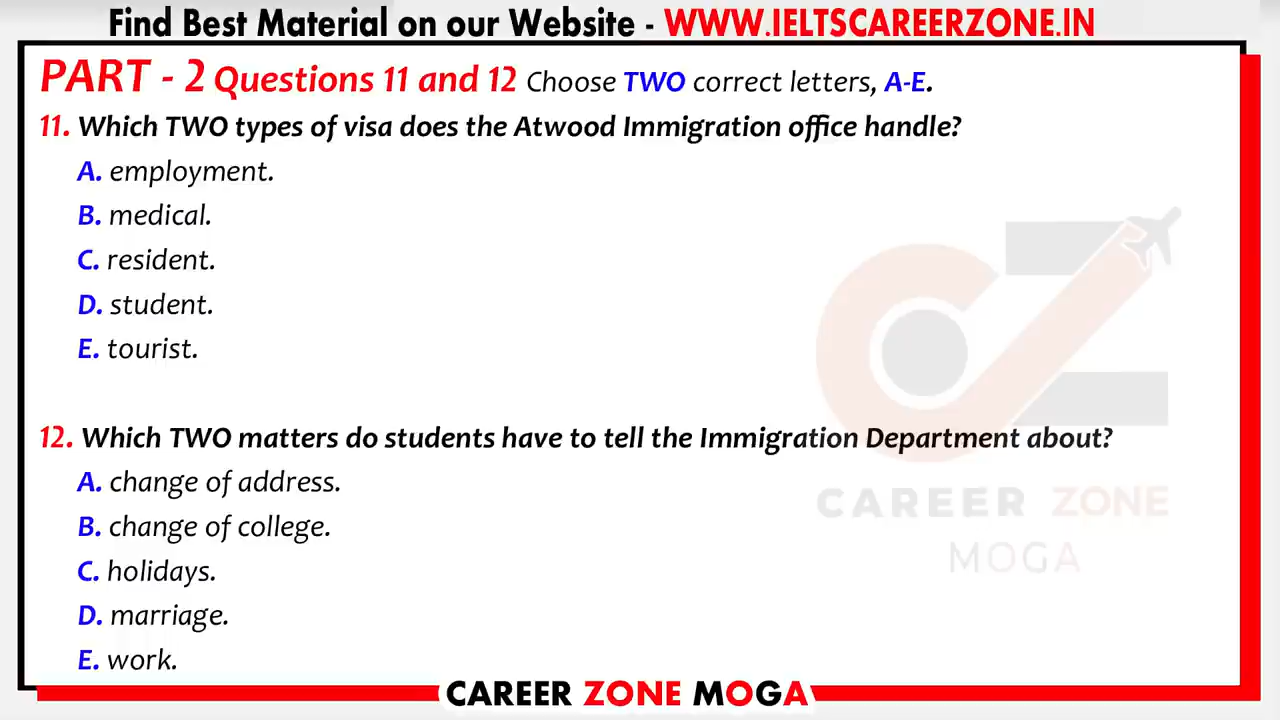 Find Best Material on our Website - WWW.IELTSCAREERZONE.IN
PART - 2 Questions 11 and 12 Choose TWO correct letters, A-E.
11. Which TWO types of visa does the Atwood Immigration office handle?
A. employment.
B. medical.
C. resident.
D. student.
E. tourist.
12. Which TWO matters do students have to tell the Immigration Department about?
A. change of address.
B. change of college.
C. holidays.
D. marriage.
E. work.
CAREER ZONE
MOGA
CAREER ZONE MOGA